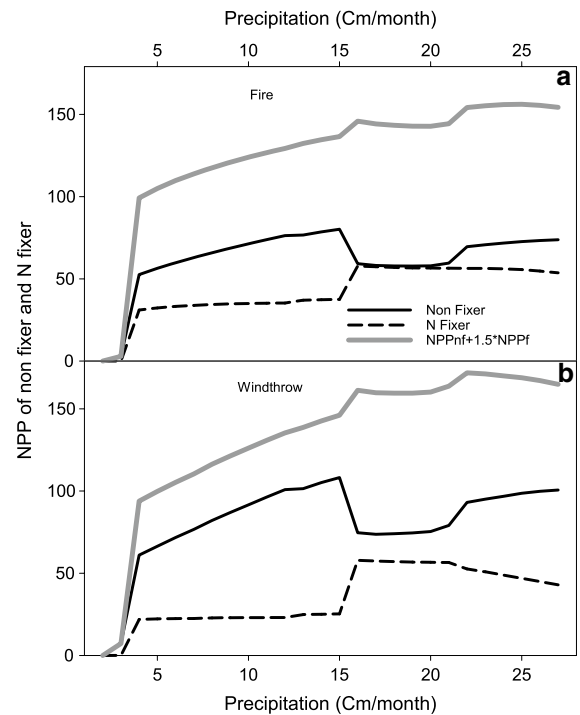 Precipitation (Cm/month)
5 10 15 20 25
a
Fire
150
100
50
0
Non Fixer
N Fixer
NPPnf+1.5*NPPf
NPP of non fixer and N fixer
b
Windthrow
150
100
50
0
5 10 15 20 25
Precipitation (Cm/month)